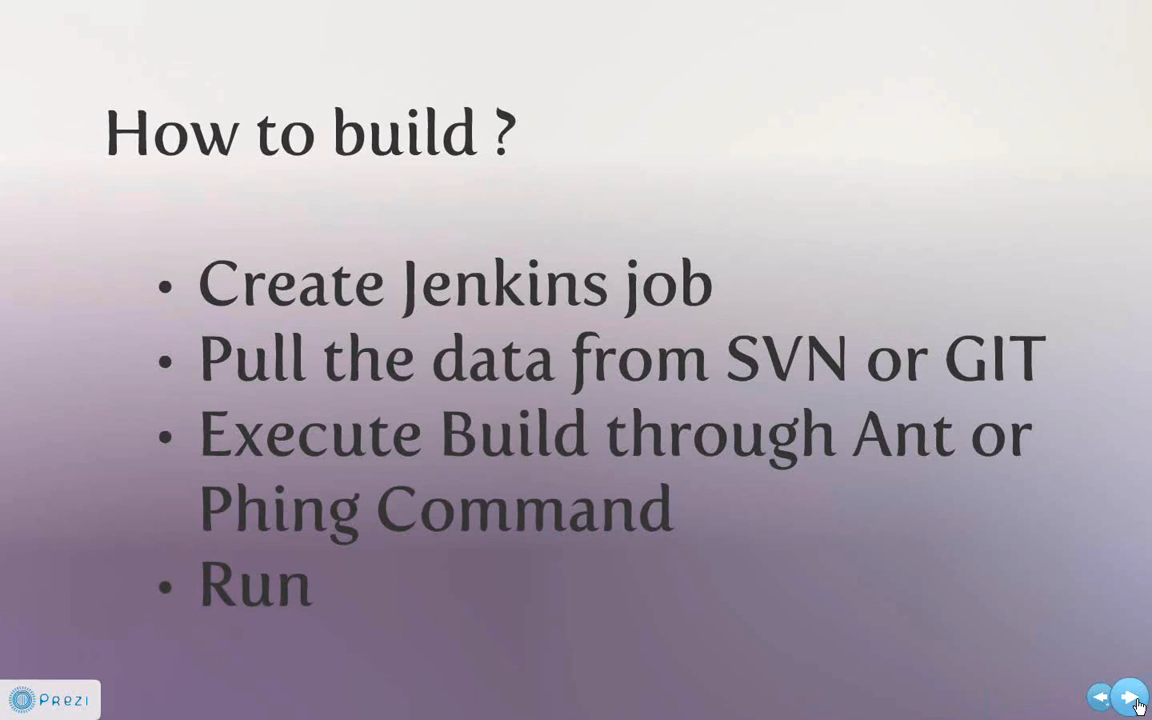 How to build ?
• Create Jenkins job
• Pull the data from SVN or GIT
• Execute Build through Ant or
Phing Command
• Run
PREZI